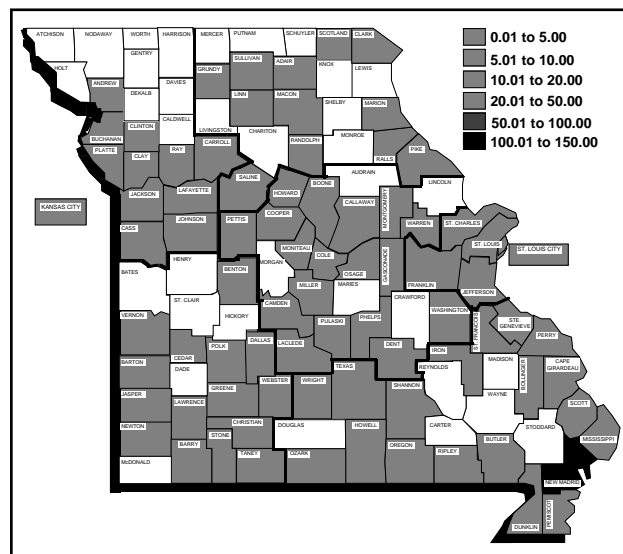 ATCHISON
NODAWAY
WORTH
HARRISON
MERCER
PUTNAM
SCHUYLER
SCOTLAND
CLARK
0.01 to 5.00
5.01 to 10.00
10.01 to 20.00
20.01 to 50.00
50.01 to 100.00
100.01 to 150.00
HOLT
GENTRY
SULLIVAN
ADAIR
KNOX
LEWIS
ANDREW
DAVIES
GRUNDY
DEKALB
LINN
MACON
SHELBY
MARION
CALDWELL
CLINTON
LIVINGSTON
CHARITON
BUCHANAN
PLATTE
CLAY
RAY
CARROLL
RANDOLPH
MONROE
RALLS
PIKE
AUDRAIN
JACKSON
LAFAYETTE
SALINE
HOWARD
BOONE
LINCOLN
KANSAS CITY
CALLAWAY
MONTGOMERY
CASS
JOHNSON
PETTIS
COOPER
WARREN
ST. CHARLES
MONITEAU
COLE
OSAGE
GASCONADE
ST. LOUIS
ST. LOUIS CITY
HENRY
MORGAN
BATES
BENTON
MILLER
MARIES
FRANKLIN
JEFFERSON
ST. CLAIR
CAMDEN
CRAWFORD
WASHINGTON
VERNON
HICKORY
PULASKI
PHELPS
ST. FRANCOIS
STE.
GENEVIEVE
PERRY
CEDAR
POLK
DALLAS
LACLEDE
DENT
IRON
MADISON
BARTON
DADE
TEXAS
REYNOLDS
BOLLINGER
CAPE
GIRARDEAU
JASPER
GREENE
WEBSTER
WRIGHT
SHANNON
WAYNE
LAWRENCE
SCOTT
NEWTON
CHRISTIAN
DOUGLAS
HOWELL
CARTER
STODDARD
STONE
BARRY
OREGON
BUTLER
MISSISSIPPI
McDONALD
TANEY
OZARK
RIPLEY
NEW MADRID
DUNKLIN
PEMISCOT